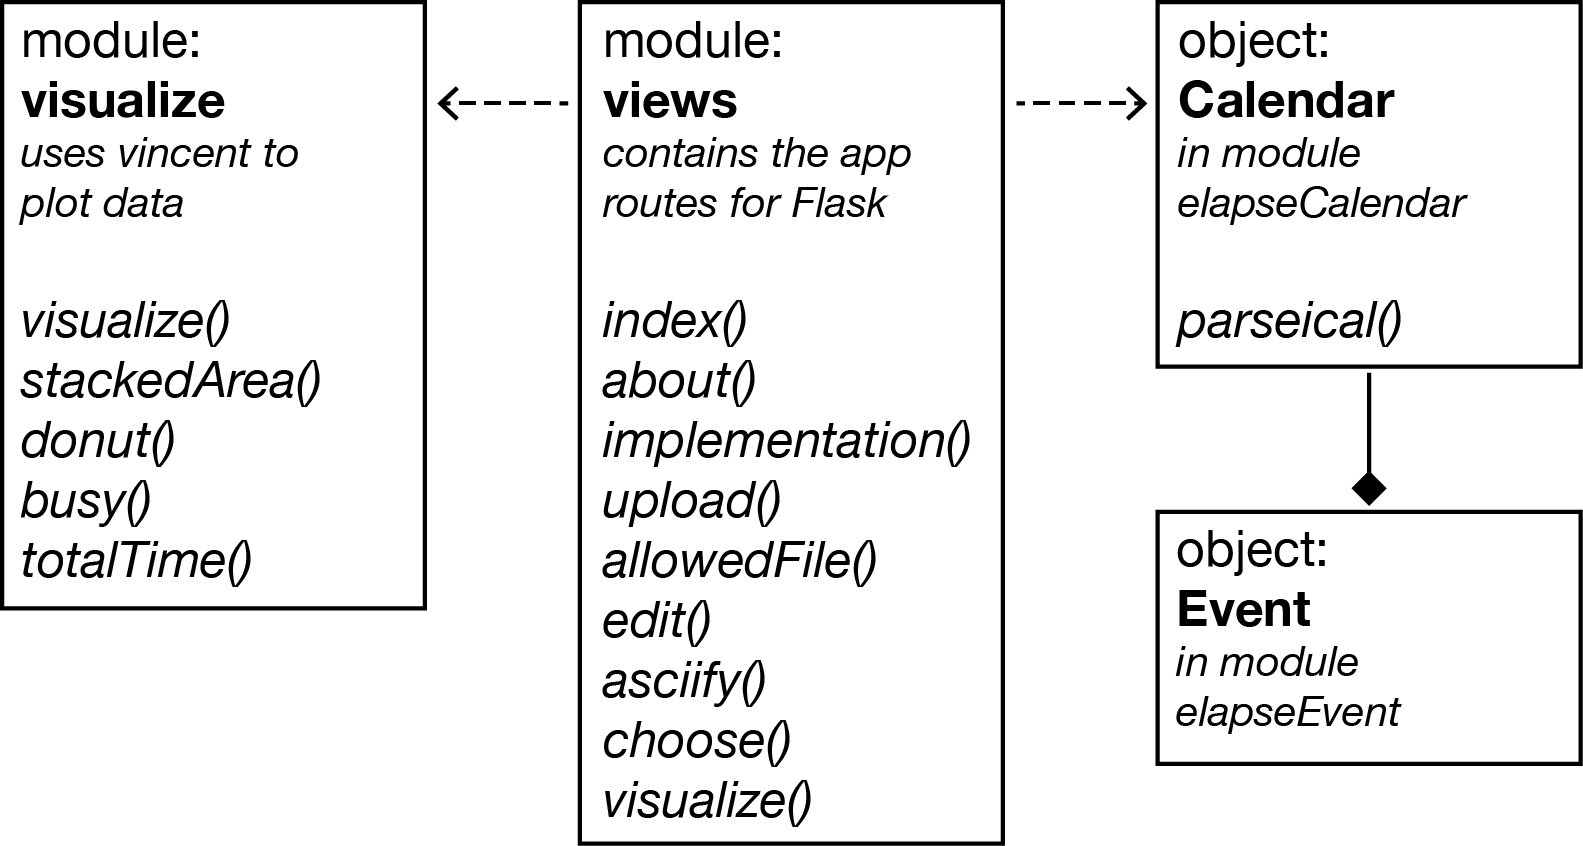 module:
visualize
uses vincent to
plot data
visualize()
stackedArea()
donut()
busy()
totalTime()
module:
views
contains the app
routes for Flask
index()
about()
implementation()
upload()
allowedFile()
edit()
asciify()
choose()
visualize()
object:
Calendar
in module
elapseCalendar
parseical()
object:
Event
in module
elapseEvent